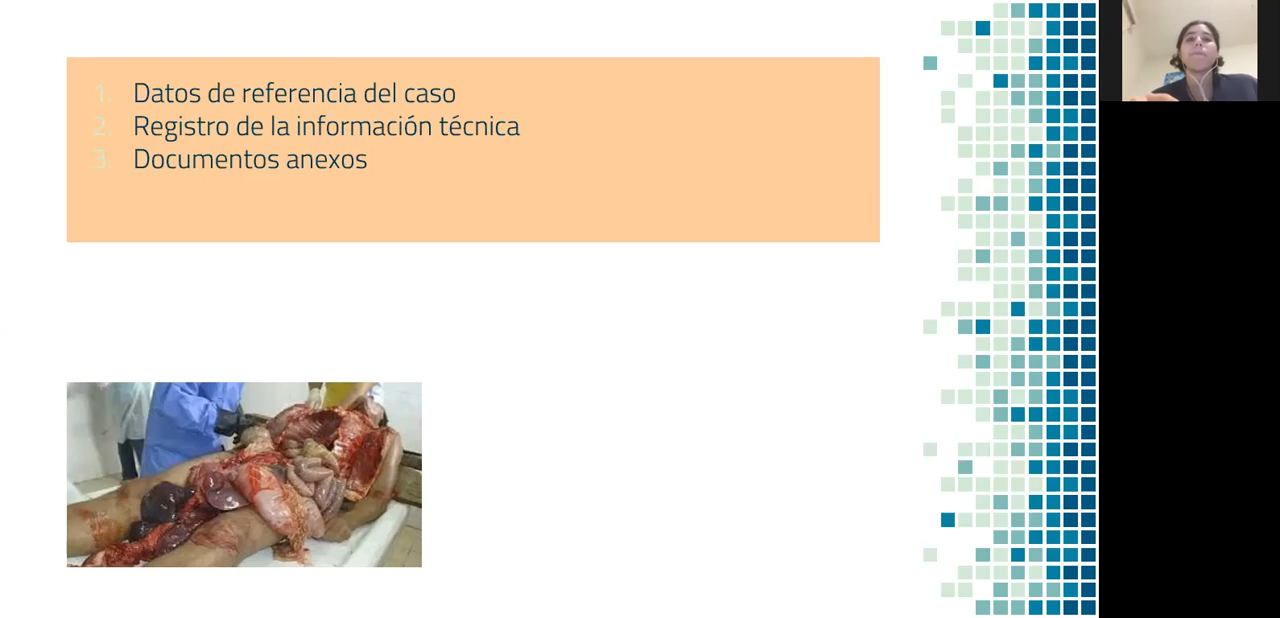 1. Datos de referencia del caso
2. Registro de la información técnica
3. Documentos anexos